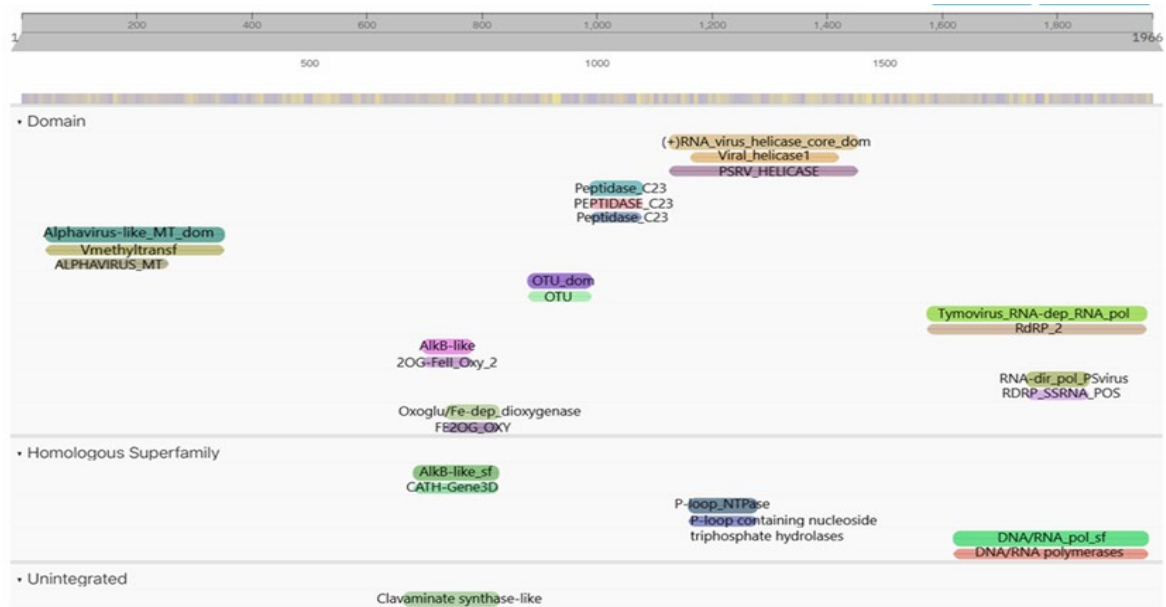 200 400 600 800 1,000 1,200 1,400 1,600 1,800
1 1966
500 1000 1500
Domain
(+)RNA_virus_helicase_core_dom
Viral_helicase1
PSRV_HELICASE
Peptidase_C23
PEPTIDASE_C23
Peptidase_C23
Alphavirus-like_MT_dom
Vmethyltransf
ALPHAVIRUS_MT
OTU_dom
OTU
Tymovirus_RNA-dep_RNA_pol
RdRP_2
AlkB-like
2OG-FeII_Oxy_2
RNA-dir_pol_PSvirus
RDRP_SSRNA_POS
Oxoglu/Fe-dep_dioxygenase
FE2OG_OXY
Homologous Superfamily
AlkB-like_sf
CATH-Gene3D
P-loop_NTPase
P-loop containing nucleoside
triphosphate hydrolases
DNA/RNA_pol_sf
DNA/RNA polymerases
Unintegrated
Clavaminate synthase-like